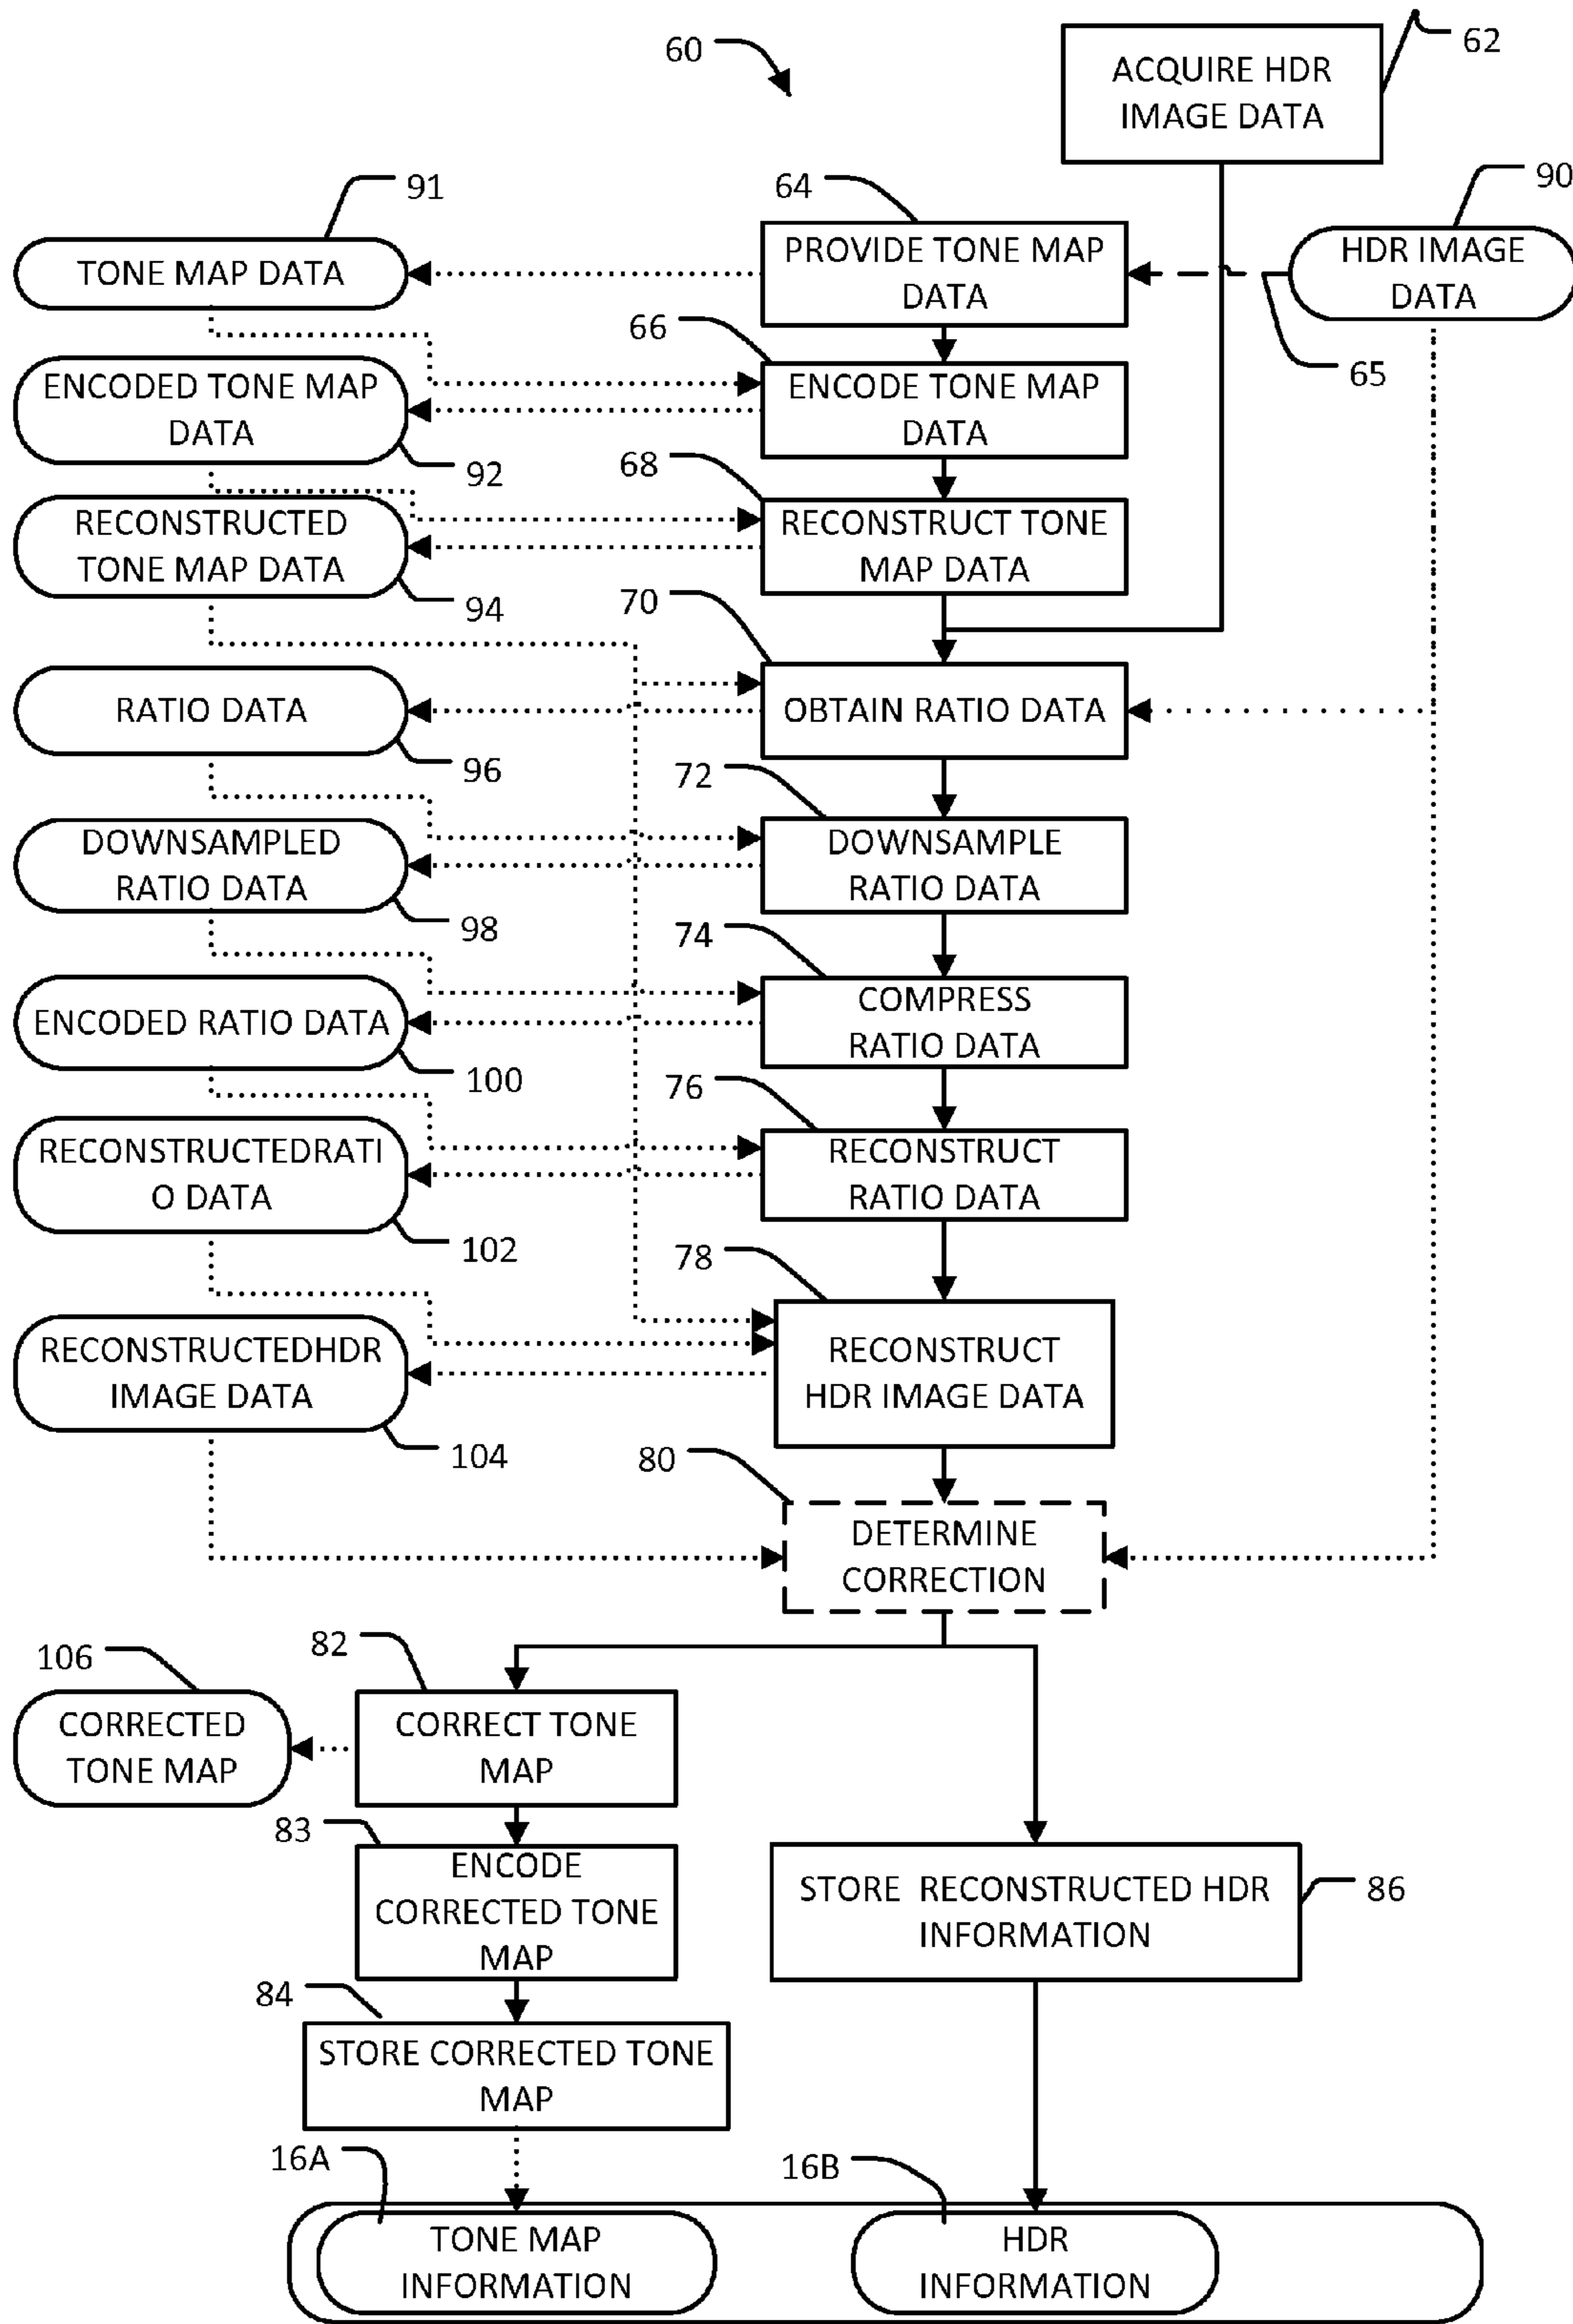 60
ACQUIRE HDR
IMAGE DATA
62
91
64
90
TONE MAP DATA
PROVIDE TONE MAP
DATA
HDR IMAGE
DATA
65
66
ENCODED TONE MAP
DATA
92
ENCODE TONE MAP
DATA
68
RECONSTRUCTED
TONE MAP DATA
94
RECONSTRUCT TONE
MAP DATA
70
RATIO DATA
96
OBTAIN RATIO DATA
72
DOWNSAMPLED
RATIO DATA
98
DOWNSAMPLE
RATIO DATA
74
ENCODED RATIO DATA
100
COMPRESS
RATIO DATA
76
RECONSTRUCTEDRATI
O DATA
102
RECONSTRUCT
RATIO DATA
78
RECONSTRUCTEDHDR
IMAGE DATA
104
RECONSTRUCT
HDR IMAGE DATA
80
DETERMINE
CORRECTION
106
82
CORRECTED
TONE MAP
CORRECT TONE
MAP
83
ENCODE
CORRECTED TONE
MAP
STORE RECONSTRUCTED HDR
INFORMATION
86
84
STORE CORRECTED TONE
MAP
16A
16B
TONE MAP
INFORMATION
HDR
INFORMATION